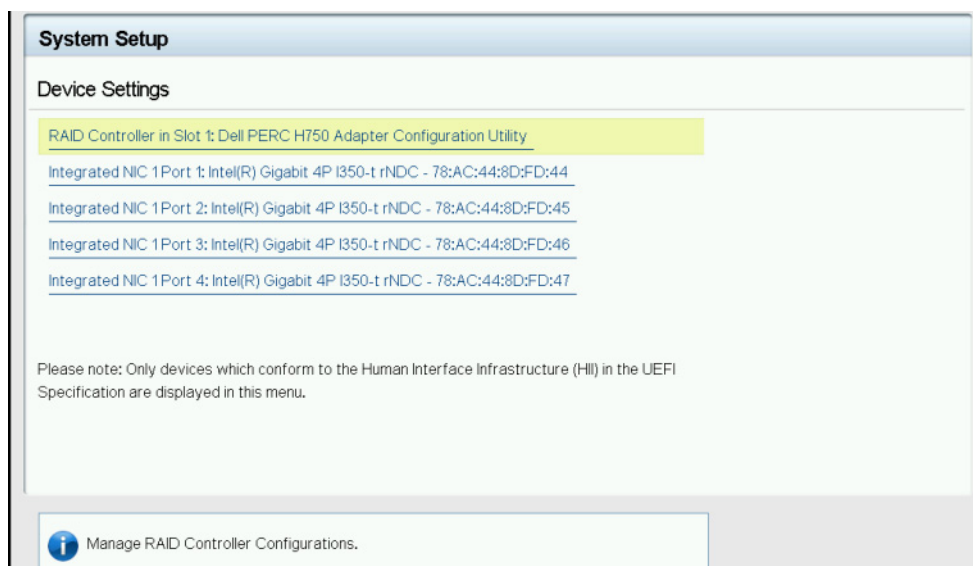 System Setup
Device Settings
RAID Controller in Slot 1: Dell PERC H750 Adapter Configuration Utility
Integrated NIC 1 Port 1: Intel(R) Gigabit 4P I350-t rNDC - 78:AC:44:8D:FD:44
Integrated NIC 1 Port 2: Intel(R) Gigabit 4P I350-t rNDC - 78:AC:44:8D:FD:45
Integrated NIC 1 Port 3: Intel(R) Gigabit 4P I350-t rNDC - 78:AC:44:8D:FD:46
Integrated NIC 1 Port 4: Intel(R) Gigabit 4P I350-t rNDC - 78:AC:44:8D:FD:47
Please note: Only devices which conform to the Human Interface Infrastructure (HII) in the UEFI
Specification are displayed in this menu.
Manage RAID Controller Configurations.